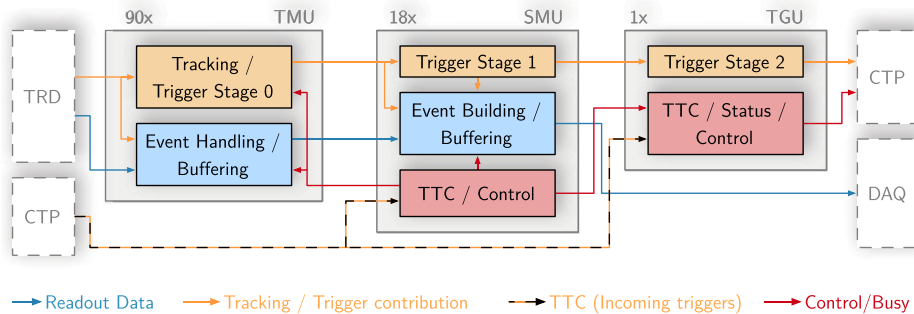 90x TMU
18x SMU
1x TGU
TRD
Tracking /
Trigger Stage 0
Event Handling /
Buffering
Trigger Stage 1
Event Building /
Buffering
TTC / Control
Trigger Stage 2
TTC / Status /
Control
CTP
CTP
DAQ
Readout Data
Tracking / Trigger contribution
TTC (Incoming triggers)
Control/Busy